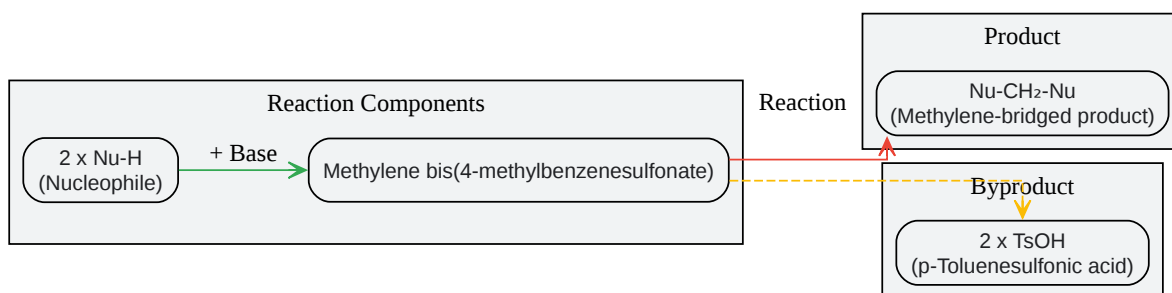 Reaction Components
2 x Nu-H
(Nucleophile)
+ Base
Methylene bis(4-methylbenzenesulfonate)
Reaction
Product
Nu-CH₂-Nu
(Methylene-bridged product)
Byproduct
2 x TsOH
(p-Toluenesulfonic acid)